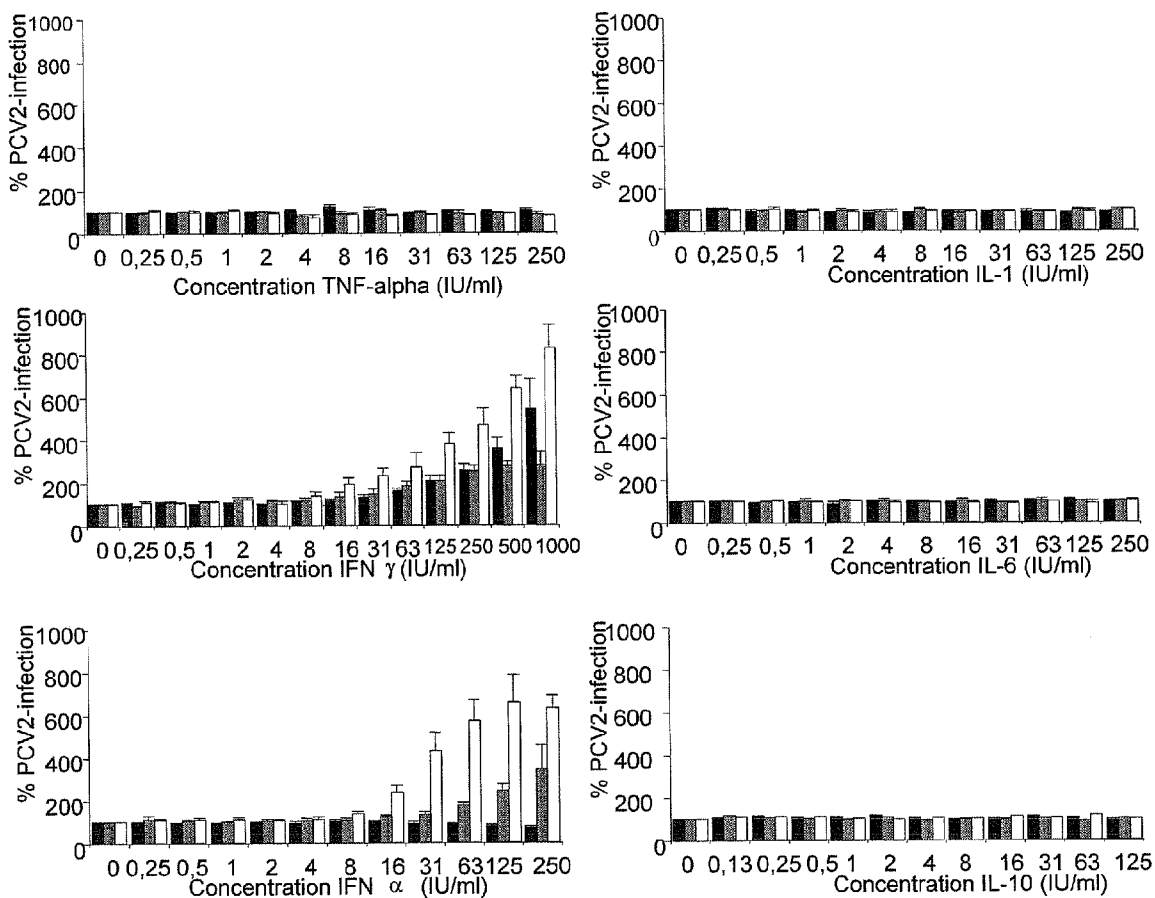 % PCV2-infection
1000
800
600
400
200
0
0 0,25 0,5 1 2 4 8 16 31 63 125 250
Concentration TNF-alpha (IU/ml)
% PCV2-infection
1000
800
600
400
200
0
0 0,25 0,5 1 2 4 8 16 31 63 125 250
Concentration IL-1 (IU/ml)
% PCV2-infection
1000
800
600
400
200
0
0 0,25 0,5 1 2 4 8 16 31 63 125 250 500 1000
Concentration IFN γ (IU/ml)
% PCV2-infection
1000
800
600
400
200
0
0 0,25 0,5 1 2 4 8 16 31 63 125 250
Concentration IL-6 (IU/ml)
% PCV2-infection
1000
800
600
400
200
0
0 0,25 0,5 1 2 4 8 16 31 63 125 250
Concentration IFN α (IU/ml)
% PCV2-infection
1000
800
600
400
200
0
0 0,13 0,25 0,5 1 2 4 8 16 31 63 125
Concentration IL-10 (IU/ml)